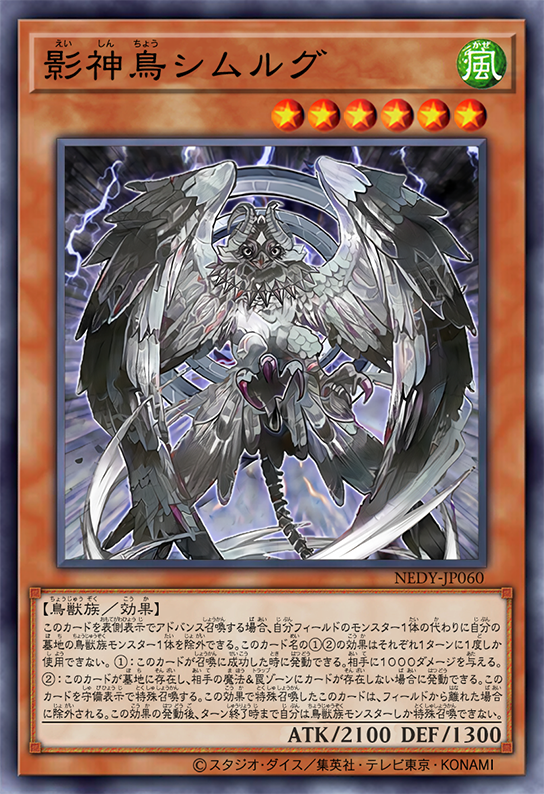 影神鳥シムルグ
風
NEDY-JP060
【鳥獣族／効果】
このカードを表側表示でアドバンス召喚する場合、自分フィールドのモンスター1体の代わりに自分の
墓地の鳥獣族モンスター1体を除外できる。このカード名の①②の効果はそれぞれ1ターンに1度しか
使用できない。①：このカードが召喚に成功した時に発動できる。相手に1000ダメージを与える。
②：このカードが墓地に存在し、相手の魔法＆罠ゾーンにカードが存在しない場合に発動できる。この
カードを守備表示で特殊召喚する。この効果で特殊召喚したこのカードは、フィールドから離れた場合
に除外される。この効果の発動後、ターン終了時まで自分は鳥獣族モンスターしか特殊召喚できない。
ATK/2100 DEF/1300
©スタジオ・ダイス／集英社・テレビ東京・KONAMI